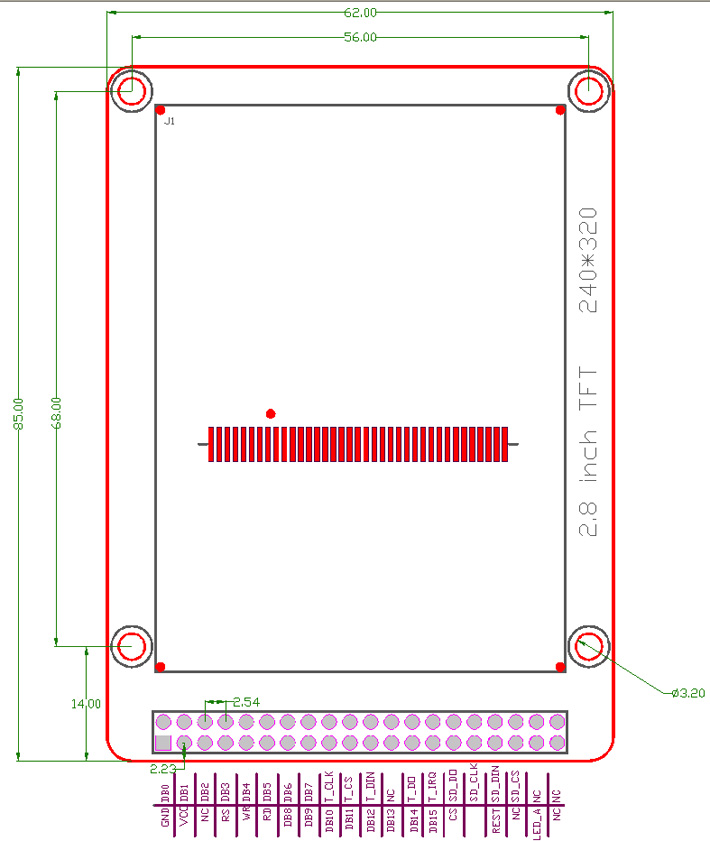 62.00
56.00
J1
240*320
85.00
68.00
2.8 inch TFT
14.00
2.54
ø3.20
2.23
DB0 DB1 DB2 DB3 DB4 DB5 DB6 DB7 T_CLK T_CS T_DIN NC T_DO T_IRQ SD_DO SD_CLK SD_DIN SD_CS NC NC
GND VCC NC RS WR RD DB8 DB9 DB10 DB11 DB12 DB13 DB14 DB15 CS REST NC LED_A NC